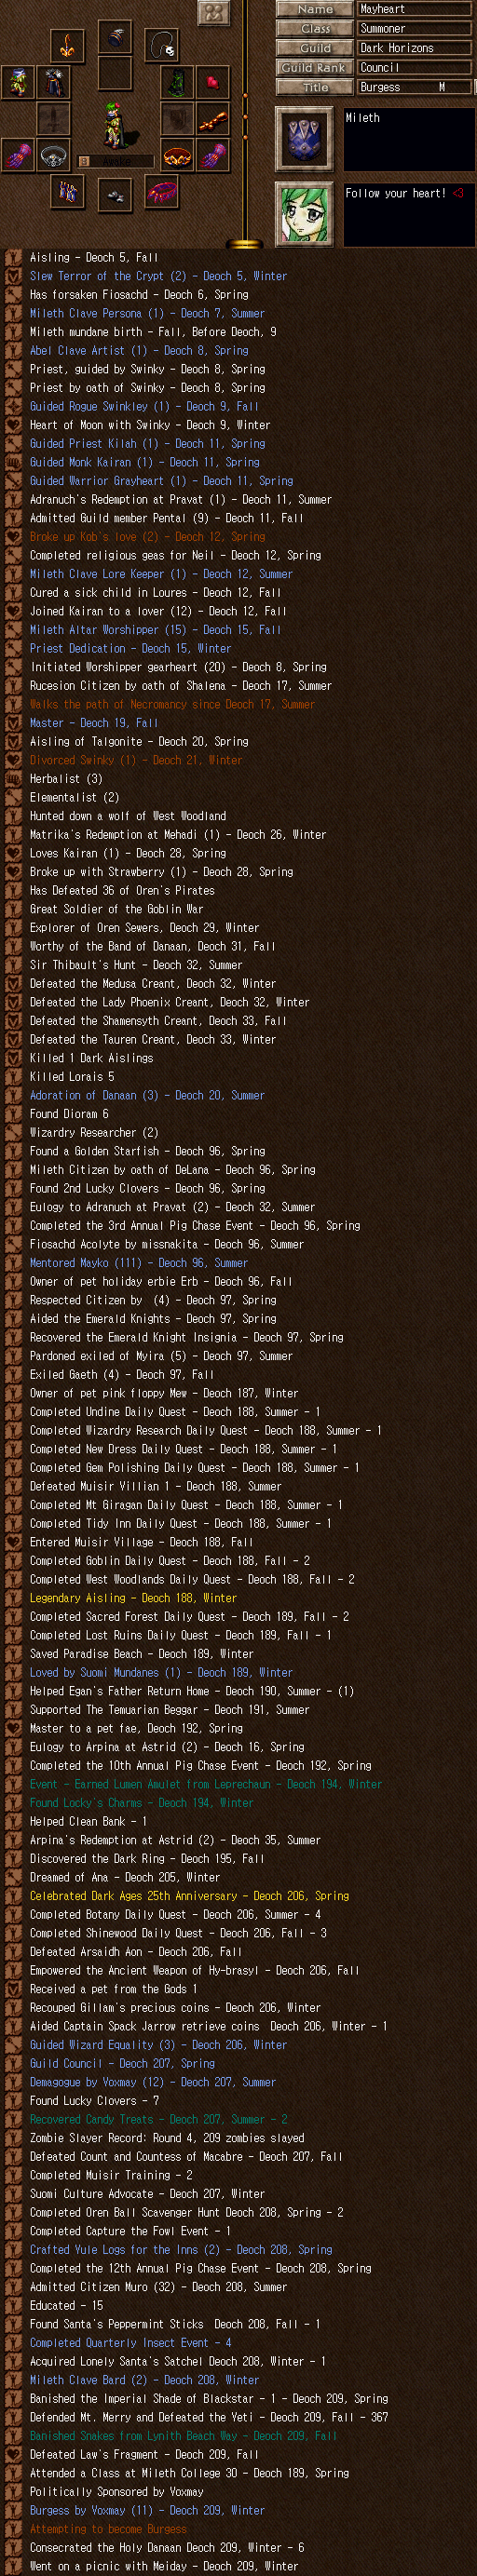 Name Mayheart
Class Summoner
Guild Dark Horizons
Guild Rank Council
Title Burgess M
Mileth
Awake
Follow your heart! <3
Aisling - Deoch 5, Fall
Slew Terror of the Crypt (2) - Deoch 5, Winter
Has forsaken Fiosachd - Deoch 6, Spring
Mileth Clave Persona (1) - Deoch 7, Summer
Mileth mundane birth - Fall, Before Deoch, 9
Abel Clave Artist (1) - Deoch 8, Spring
Priest, guided by Swinky - Deoch 8, Spring
Priest by oath of Swinky - Deoch 8, Spring
Guided Rogue Swinkley (1) - Deoch 9, Fall
Heart of Moon with Swinky - Deoch 9, Winter
Guided Priest Kilah (1) - Deoch 11, Spring
Guided Monk Kairan (1) - Deoch 11, Spring
Guided Warrior Grayheart (1) - Deoch 11, Spring
Adranuch's Redemption at Pravat (1) - Deoch 11, Summer
Admitted Guild member Pental (9) - Deoch 11, Fall
Broke up Kob's love (2) - Deoch 12, Spring
Completed religious geas for Neil - Deoch 12, Spring
Mileth Clave Lore Keeper (1) - Deoch 12, Summer
Cured a sick child in Loures - Deoch 12, Fall
Joined Kairan to a lover (12) - Deoch 12, Fall
Mileth Altar Worshipper (15) - Deoch 15, Fall
Priest Dedication - Deoch 15, Winter
Initiated Worshipper gearheart (20) - Deoch 8, Spring
Rucesion Citizen by oath of Shalena - Deoch 17, Summer
Walks the path of Necromancy since Deoch 17, Summer
Master - Deoch 19, Fall
Aisling of Talgonite - Deoch 20, Spring
Divorced Swinky (1) - Deoch 21, Winter
Herbalist (3)
Elementalist (2)
Hunted down a wolf of West Woodland
Matrika's Redemption at Mehadi (1) - Deoch 26, Winter
Loves Kairan (1) - Deoch 28, Spring
Broke up with Strawberry (1) - Deoch 28, Spring
Has Defeated 36 of Oren's Pirates
Great Soldier of the Goblin War
Explorer of Oren Sewers, Deoch 29, Winter
Worthy of the Band of Danaan, Deoch 31, Fall
Sir Thibault's Hunt - Deoch 32, Summer
Defeated the Medusa Creant, Deoch 32, Winter
Defeated the Lady Phoenix Creant, Deoch 32, Winter
Defeated the Shamensyth Creant, Deoch 33, Fall
Defeated the Tauren Creant, Deoch 33, Winter
Killed 1 Dark Aislings
Killed Lorais 5
Adoration of Danaan (3) - Deoch 20, Summer
Found Dioram 6
Wizardry Researcher (2)
Found a Golden Starfish - Deoch 96, Spring
Mileth Citizen by oath of DeLana - Deoch 96, Spring
Found 2nd Lucky Clovers - Deoch 96, Spring
Eulogy to Adranuch at Pravat (2) - Deoch 32, Summer
Completed the 3rd Annual Pig Chase Event - Deoch 96, Spring
Fiosachd Acolyte by missnakita - Deoch 96, Summer
Mentored Mayko (111) - Deoch 96, Summer
Owner of pet holiday erbie Erb - Deoch 96, Fall
Respected Citizen by  (4) - Deoch 97, Spring
Aided the Emerald Knights - Deoch 97, Spring
Recovered the Emerald Knight Insignia - Deoch 97, Spring
Pardoned exiled of Myira (5) - Deoch 97, Summer
Exiled Gaeth (4) - Deoch 97, Fall
Owner of pet pink floppy Mew - Deoch 187, Winter
Completed Undine Daily Quest - Deoch 188, Summer - 1
Completed Wizardry Research Daily Quest - Deoch 188, Summer - 1
Completed New Dress Daily Quest - Deoch 188, Summer - 1
Completed Gem Polishing Daily Quest - Deoch 188, Summer - 1
Defeated Muisir Villian 1 - Deoch 188, Summer
Completed Mt Giragan Daily Quest - Deoch 188, Summer - 1
Completed Tidy Inn Daily Quest - Deoch 188, Summer - 1
Entered Muisir Village - Deoch 188, Fall
Completed Goblin Daily Quest - Deoch 188, Fall - 2
Completed West Woodlands Daily Quest - Deoch 188, Fall - 2
Legendary Aisling - Deoch 188, Winter
Completed Sacred Forest Daily Quest - Deoch 189, Fall - 2
Completed Lost Ruins Daily Quest - Deoch 189, Fall - 1
Saved Paradise Beach - Deoch 189, Winter
Loved by Suomi Mundanes (1) - Deoch 189, Winter
Helped Egan's Father Return Home - Deoch 190, Summer - (1)
Supported The Temuarian Beggar - Deoch 191, Summer
Master to a pet fae, Deoch 192, Spring
Eulogy to Arpina at Astrid (2) - Deoch 16, Spring
Completed the 10th Annual Pig Chase Event - Deoch 192, Spring
Event - Earned Lumen Amulet from Leprechaun - Deoch 194, Winter
Found Locky's Charms - Deoch 194, Winter
Helped Clean Bank - 1
Arpina's Redemption at Astrid (2) - Deoch 35, Summer
Discovered the Dark Ring - Deoch 195, Fall
Dreamed of Ana - Deoch 205, Winter
Celebrated Dark Ages 25th Anniversary - Deoch 206, Spring
Completed Botany Daily Quest - Deoch 206, Summer - 4
Completed Shinewood Daily Quest - Deoch 206, Fall - 3
Defeated Arsaidh Aon - Deoch 206, Fall
Empowered the Ancient Weapon of Hy-brasyl - Deoch 206, Fall
Received a pet from the Gods 1
Recouped Gillam's precious coins - Deoch 206, Winter
Aided Captain Spack Jarrow retrieve coins  Deoch 206, Winter - 1
Guided Wizard Equality (3) - Deoch 206, Winter
Guild Council - Deoch 207, Spring
Demagogue by Voxmay (12) - Deoch 207, Summer
Found Lucky Clovers - 7
Recovered Candy Treats - Deoch 207, Summer - 2
Zombie Slayer Record: Round 4, 209 zombies slayed
Defeated Count and Countess of Macabre - Deoch 207, Fall
Completed Muisir Training - 2
Suomi Culture Advocate - Deoch 207, Winter
Completed Oren Ball Scavenger Hunt Deoch 208, Spring - 2
Completed Capture the Fowl Event - 1
Crafted Yule Logs for the Inns (2) - Deoch 208, Spring
Completed the 12th Annual Pig Chase Event - Deoch 208, Spring
Admitted Citizen Muro (32) - Deoch 208, Summer
Educated - 15
Found Santa's Peppermint Sticks  Deoch 208, Fall - 1
Completed Quarterly Insect Event - 4
Acquired Lonely Santa's Satchel Deoch 208, Winter - 1
Mileth Clave Bard (2) - Deoch 208, Winter
Banished the Imperial Shade of Blackstar - 1 - Deoch 209, Spring
Defended Mt. Merry and Defeated the Yeti - Deoch 209, Fall - 367
Banished Snakes from Lynith Beach Way - Deoch 209, Fall
Defeated Law's Fragment - Deoch 209, Fall
Attended a Class at Mileth College 30 - Deoch 189, Spring
Politically Sponsored by Voxmay
Burgess by Voxmay (11) - Deoch 209, Winter
Attempting to become Burgess
Consecrated the Holy Danaan Deoch 209, Winter - 6
Went on a picnic with Meiday - Deoch 209, Winter